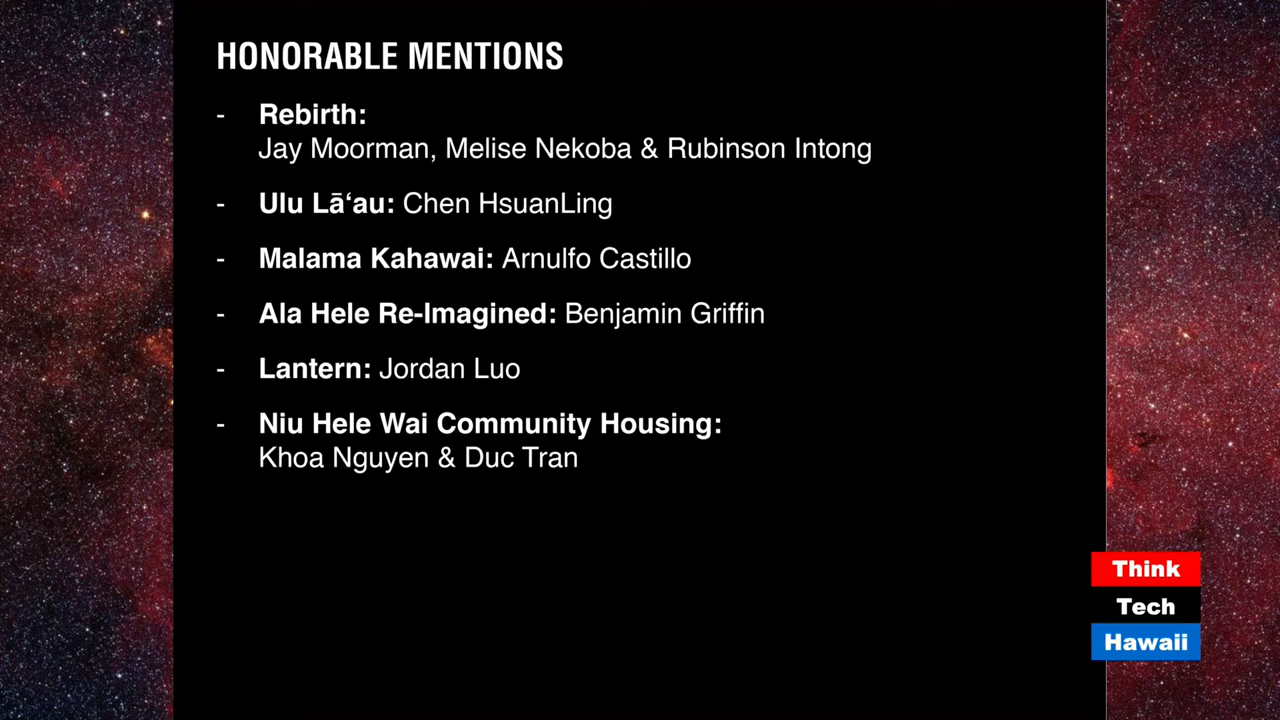 HONORABLE MENTIONS
- Rebirth:
Jay Moorman, Melise Nekoba & Rubinson Intong
- Ulu Lāʻau: Chen HsuanLing
- Malama Kahawai: Arnulfo Castillo
- Ala Hele Re-Imagined: Benjamin Griffin
- Lantern: Jordan Luo
- Niu Hele Wai Community Housing:
Khoa Nguyen & Duc Tran
Think
Tech
Hawaii